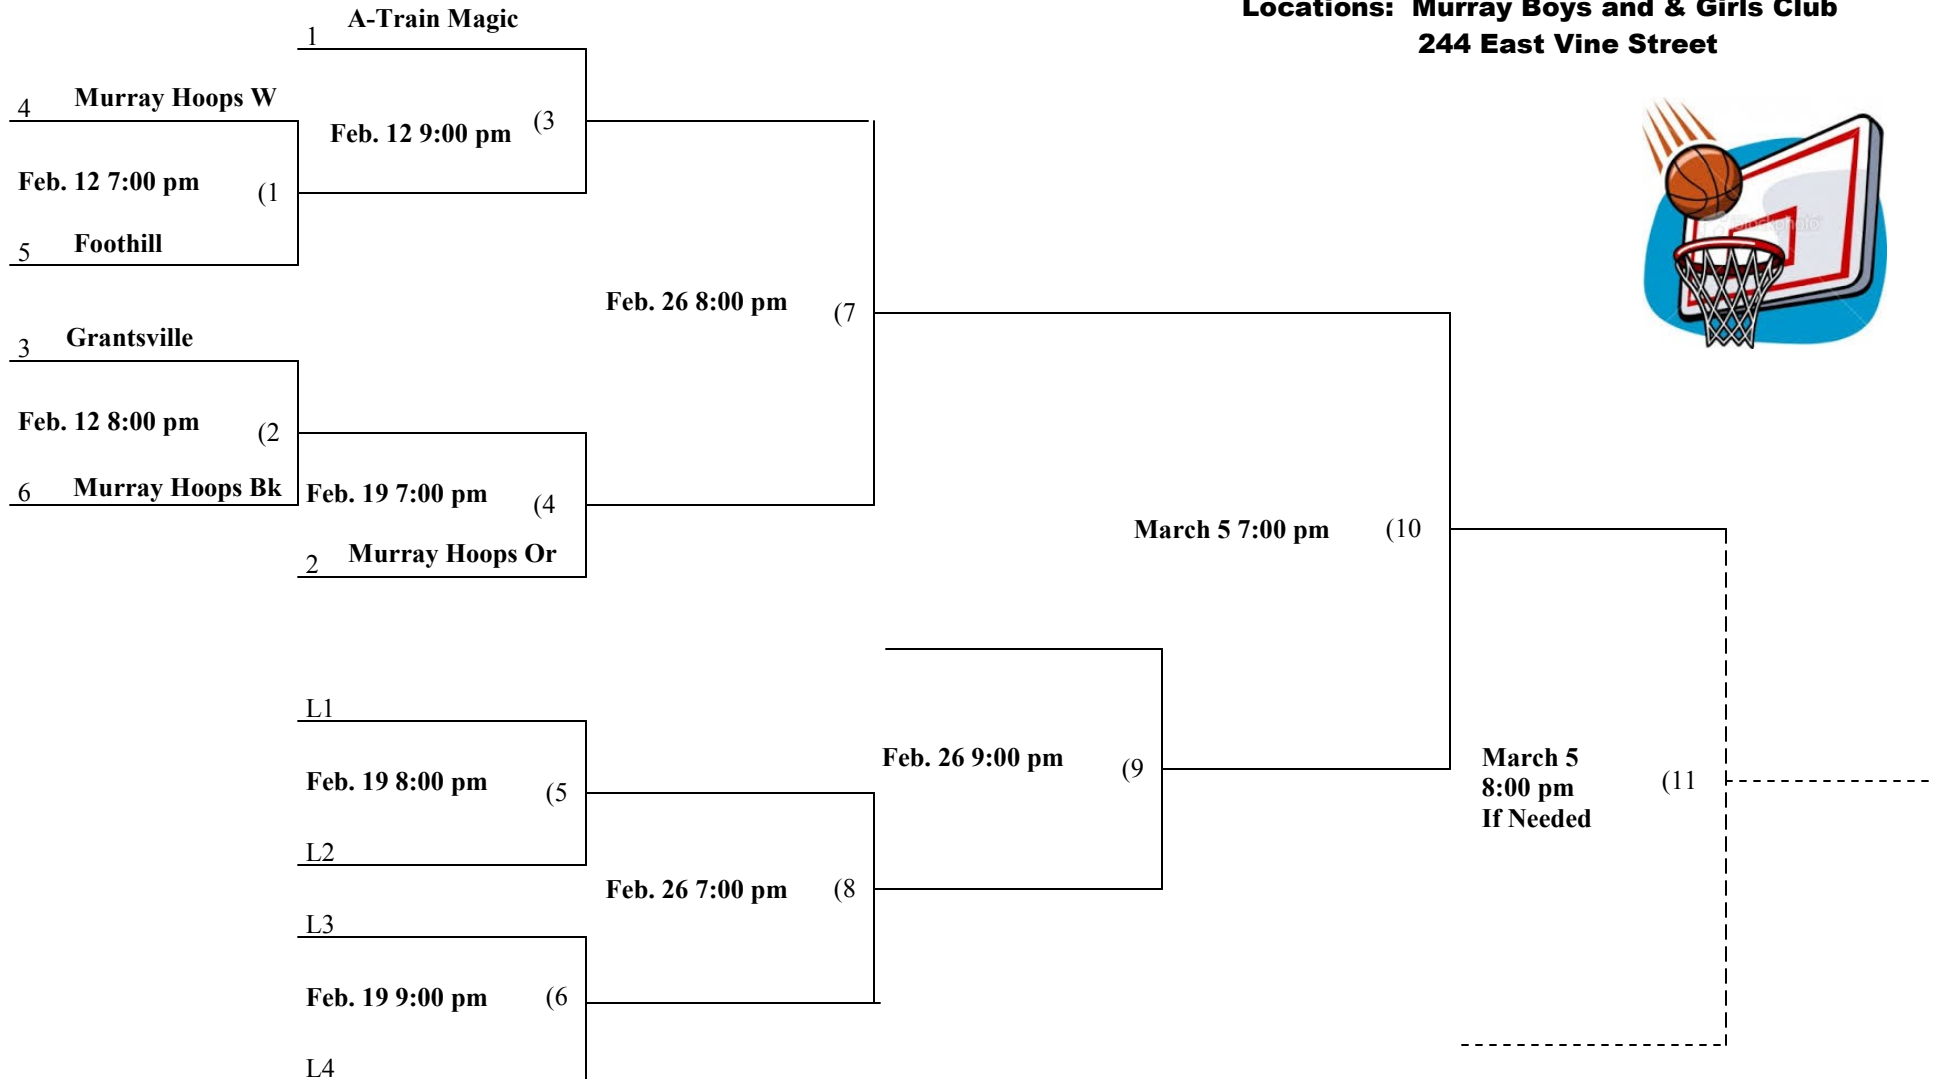 Locations: Murray Boys and & Girls Club
244 East Vine Street
1 A-Train Magic
4 Murray Hoops W
Feb. 12 9:00 pm (3
Feb. 12 7:00 pm (1
5 Foothill
Feb. 26 8:00 pm (7
3 Grantsville
Feb. 12 8:00 pm (2
6 Murray Hoops Bk
Feb. 19 7:00 pm (4
March 5 7:00 pm (10
2 Murray Hoops Or
L1
Feb. 19 8:00 pm (5
Feb. 26 9:00 pm (9
March 5
8:00 pm
If Needed
(11
L2
Feb. 26 7:00 pm (8
L3
Feb. 19 9:00 pm (6
L4
iStockphoto